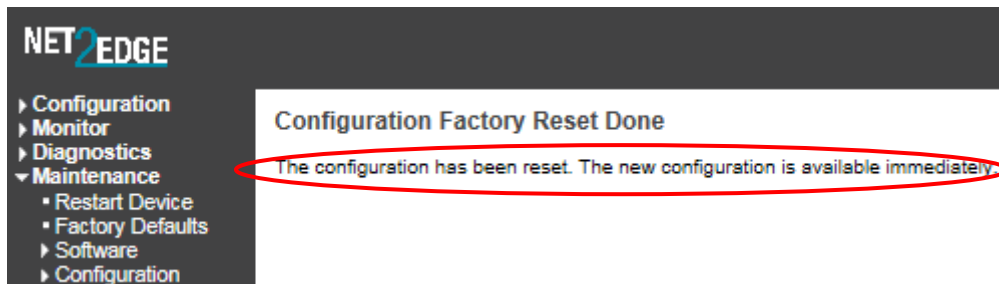 NET2EDGE
Configuration
Monitor
Diagnostics
Maintenance
Restart Device
Factory Defaults
Software
Configuration
Configuration Factory Reset Done
The configuration has been reset. The new configuration is available immediately.